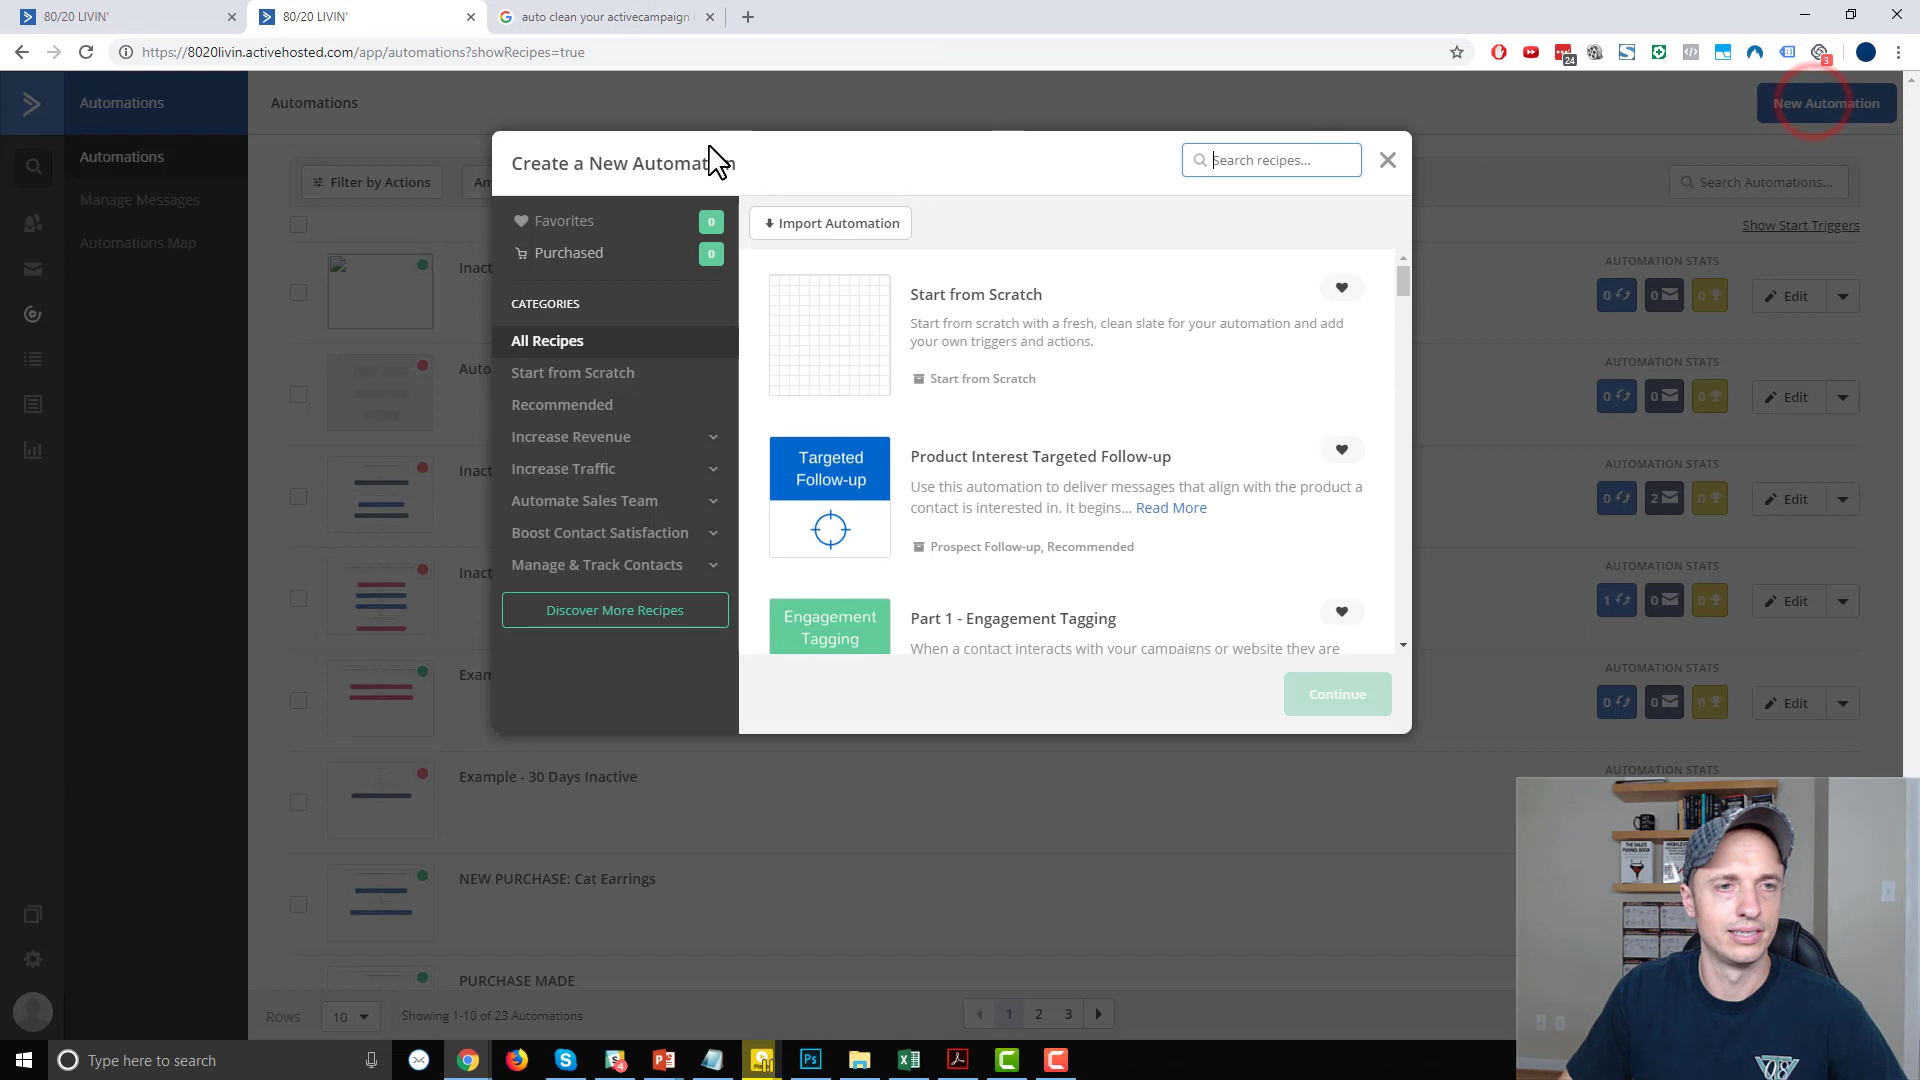 80/20 LIVIN'
80/20 LIVIN'
auto clean your activecampaign
https://8020livin.activehosted.com/app/automations?showRecipes=true
24
3
Automations
Automations
New Automation
Automations
Manage Messages
Automations Map
Filter by Actions
Search Automations...
Show Start Triggers
Create a New Automation
Search recipes...
Favorites
0
Purchased
0
CATEGORIES
All Recipes
Start from Scratch
Recommended
Increase Revenue
Increase Traffic
Automate Sales Team
Boost Contact Satisfaction
Manage & Track Contacts
Discover More Recipes
Import Automation
Start from Scratch
Start from scratch with a fresh, clean slate for your automation and add
your own triggers and actions.
Start from Scratch
Targeted
Follow-up
Product Interest Targeted Follow-up
Use this automation to deliver messages that align with the product a
contact is interested in. It begins... Read More
Prospect Follow-up, Recommended
Engagement
Tagging
Part 1 - Engagement Tagging
When a contact interacts with your campaigns or website they are
Continue
Inac
AUTOMATION STATS
0 0 0
Edit
Auto
AUTOMATION STATS
0 0 0
Edit
Inact
AUTOMATION STATS
0 2 0
Edit
Inact
AUTOMATION STATS
1 0 0
Edit
Exam
AUTOMATION STATS
0 0 0
Edit
Example - 30 Days Inactive
AUTOMATION STATS
NEW PURCHASE: Cat Earrings
PURCHASE MADE
Rows
10
Showing 1-10 of 23 Automations
1 2 3
THE SALES
FUNNEL BOOK
Type here to search
4
Ps